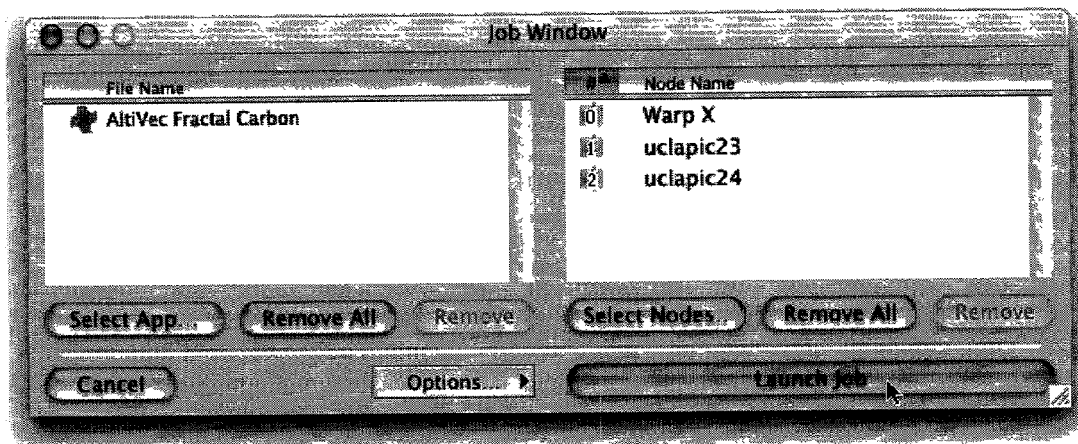 Job Window
File Name
AltiVec Fractal Carbon
# Node Name
0 Warp X
1 uclapic23
2 uclapic24
Select App... Remove All Remove
Select Nodes... Remove All Remove
Cancel Options... Launch Job